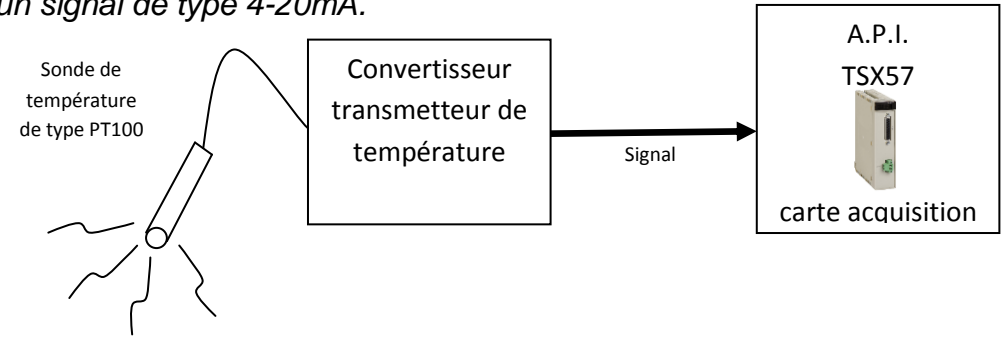 un signal de type 4-20mA.
Sonde de
température
de type PT100
Convertisseur
transmetteur de
température
Signal
A.P.I.
TSX57
carte acquisition